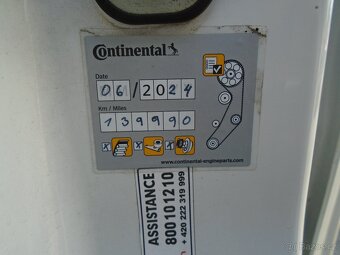 Continental
Date
06/2024
Km / Miles
139990
x x x
www.continental-engineparts.com
ASSISTANCE
800101210
+ 420 222 319 999